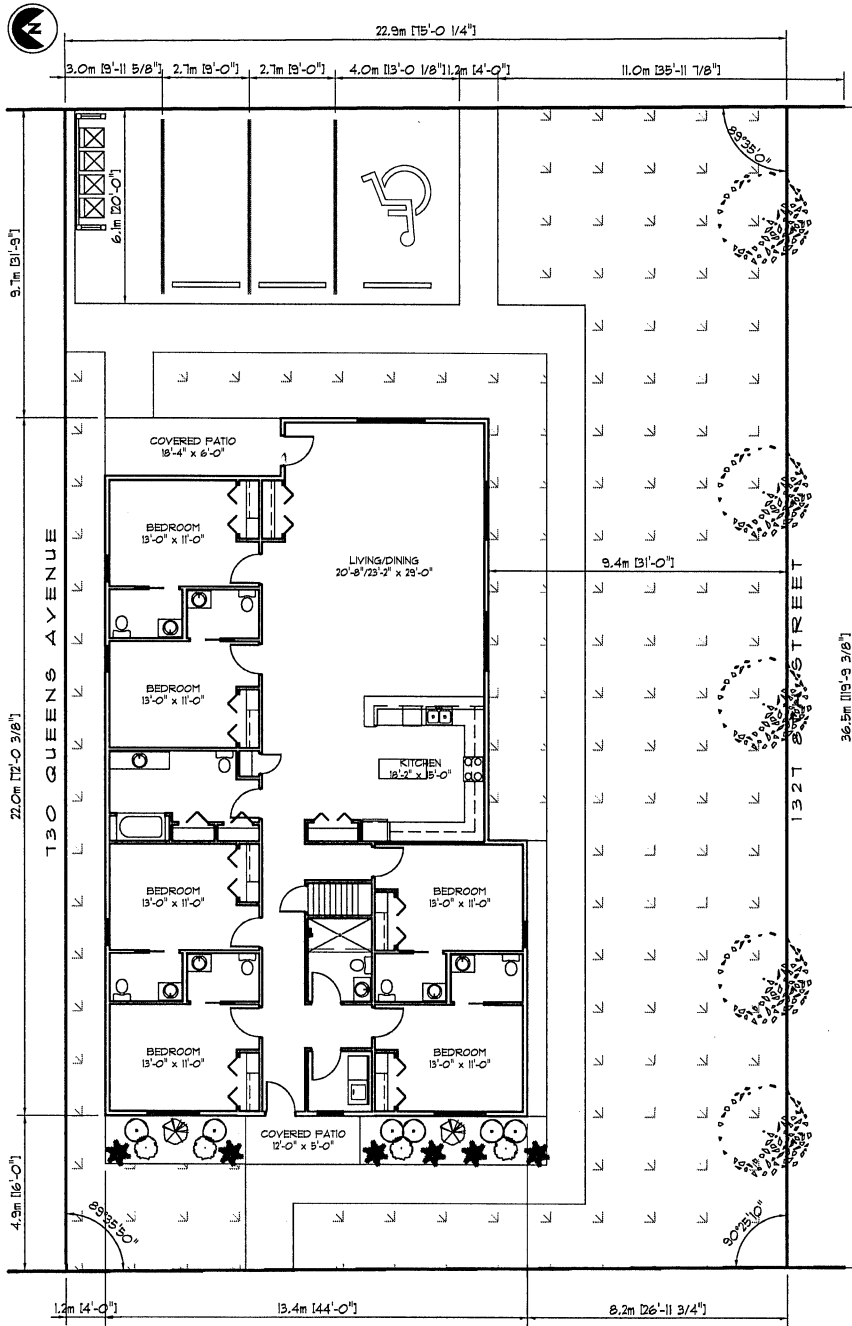 N
22.9m [75'-0 1/4"]
3.0m [9'-11 5/8"]
2.7m [9'-0"]
2.7m [9'-0"]
4.0m [13'-0 1/8"]
1.2m [4'-0"]
11.0m [35'-11 7/8"]
89°35'0"
6.1m [20'-0"]
9.7m [31'-9"]
COVERED PATIO
18'-4" x 6'-0"
BEDROOM
13'-0" x 11'-0"
LIVING/DINING
20'-8"/23'-2" x 29'-0"
9.4m [31'-0"]
730 QUEENS AVENUE
1327 8TH STREET
36.5m [119'-9 3/8"]
BEDROOM
13'-0" x 11'-0"
22.0m [72'-0 3/8"]
KITCHEN
18'-2" x 15'-0"
BEDROOM
13'-0" x 11'-0"
BEDROOM
13'-0" x 11'-0"
BEDROOM
13'-0" x 11'-0"
BEDROOM
13'-0" x 11'-0"
COVERED PATIO
12'-0" x 5'-0"
4.9m [16'-0"]
89°35'50"
90°25'10"
1.2m [4'-0"]
13.4m [44'-0"]
8.2m [26'-11 3/4"]